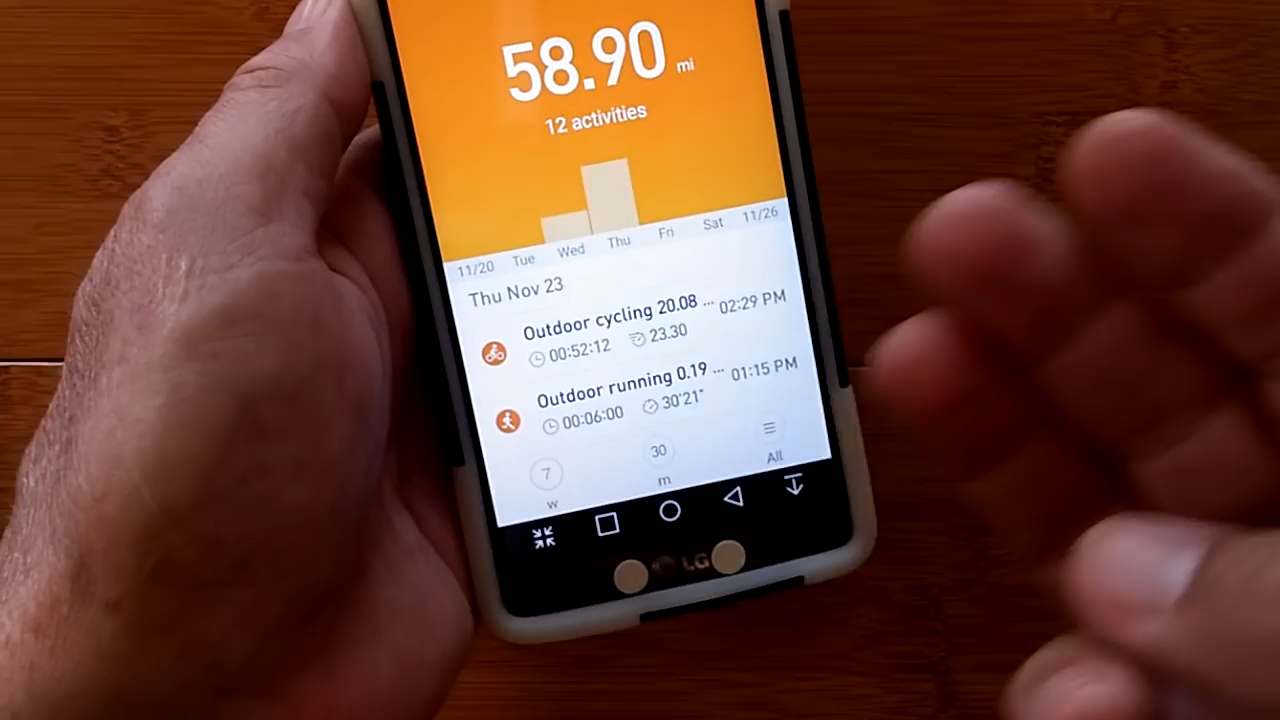 58.90 mi
12 activities
11/20 Tue Wed Thu Fri Sat 11/26
Thu Nov 23
Outdoor cycling 20.08 ··· 02:29 PM
00:52:12 23.30
Outdoor running 0.19 ··· 01:15 PM
00:06:00 30'21"
7 30
w m All
LG